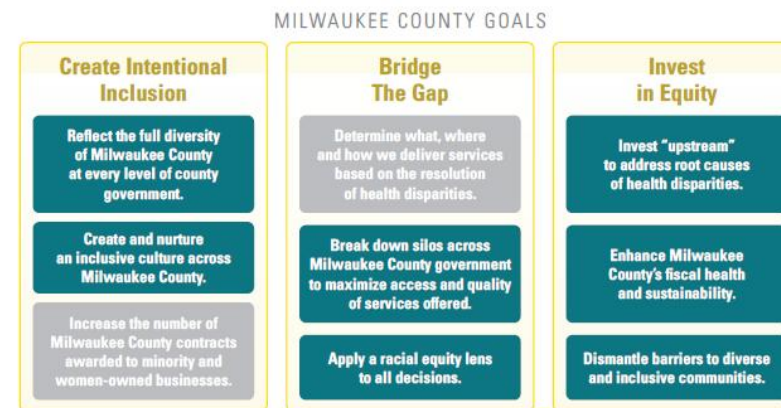 MILWAUKEE COUNTY GOALS
Create Intentional
Inclusion
Reflect the full diversity
of Milwaukee County
at every level of county
government.
Create and nurture
an inclusive culture across
Milwaukee County.
Increase the number of
Milwaukee County contracts
awarded to minority and
women-owned businesses.
Bridge
The Gap
Determine what, where
and how we deliver services
based on the resolution
of health disparities.
Break down silos across
Milwaukee County government
to maximize access and quality
of services offered.
Apply a racial equity lens
to all decisions.
Invest
in Equity
Invest “upstream”
to address root causes
of health disparities.
Enhance Milwaukee
County’s fiscal health
and sustainability.
Dismantle barriers to diverse
and inclusive communities.